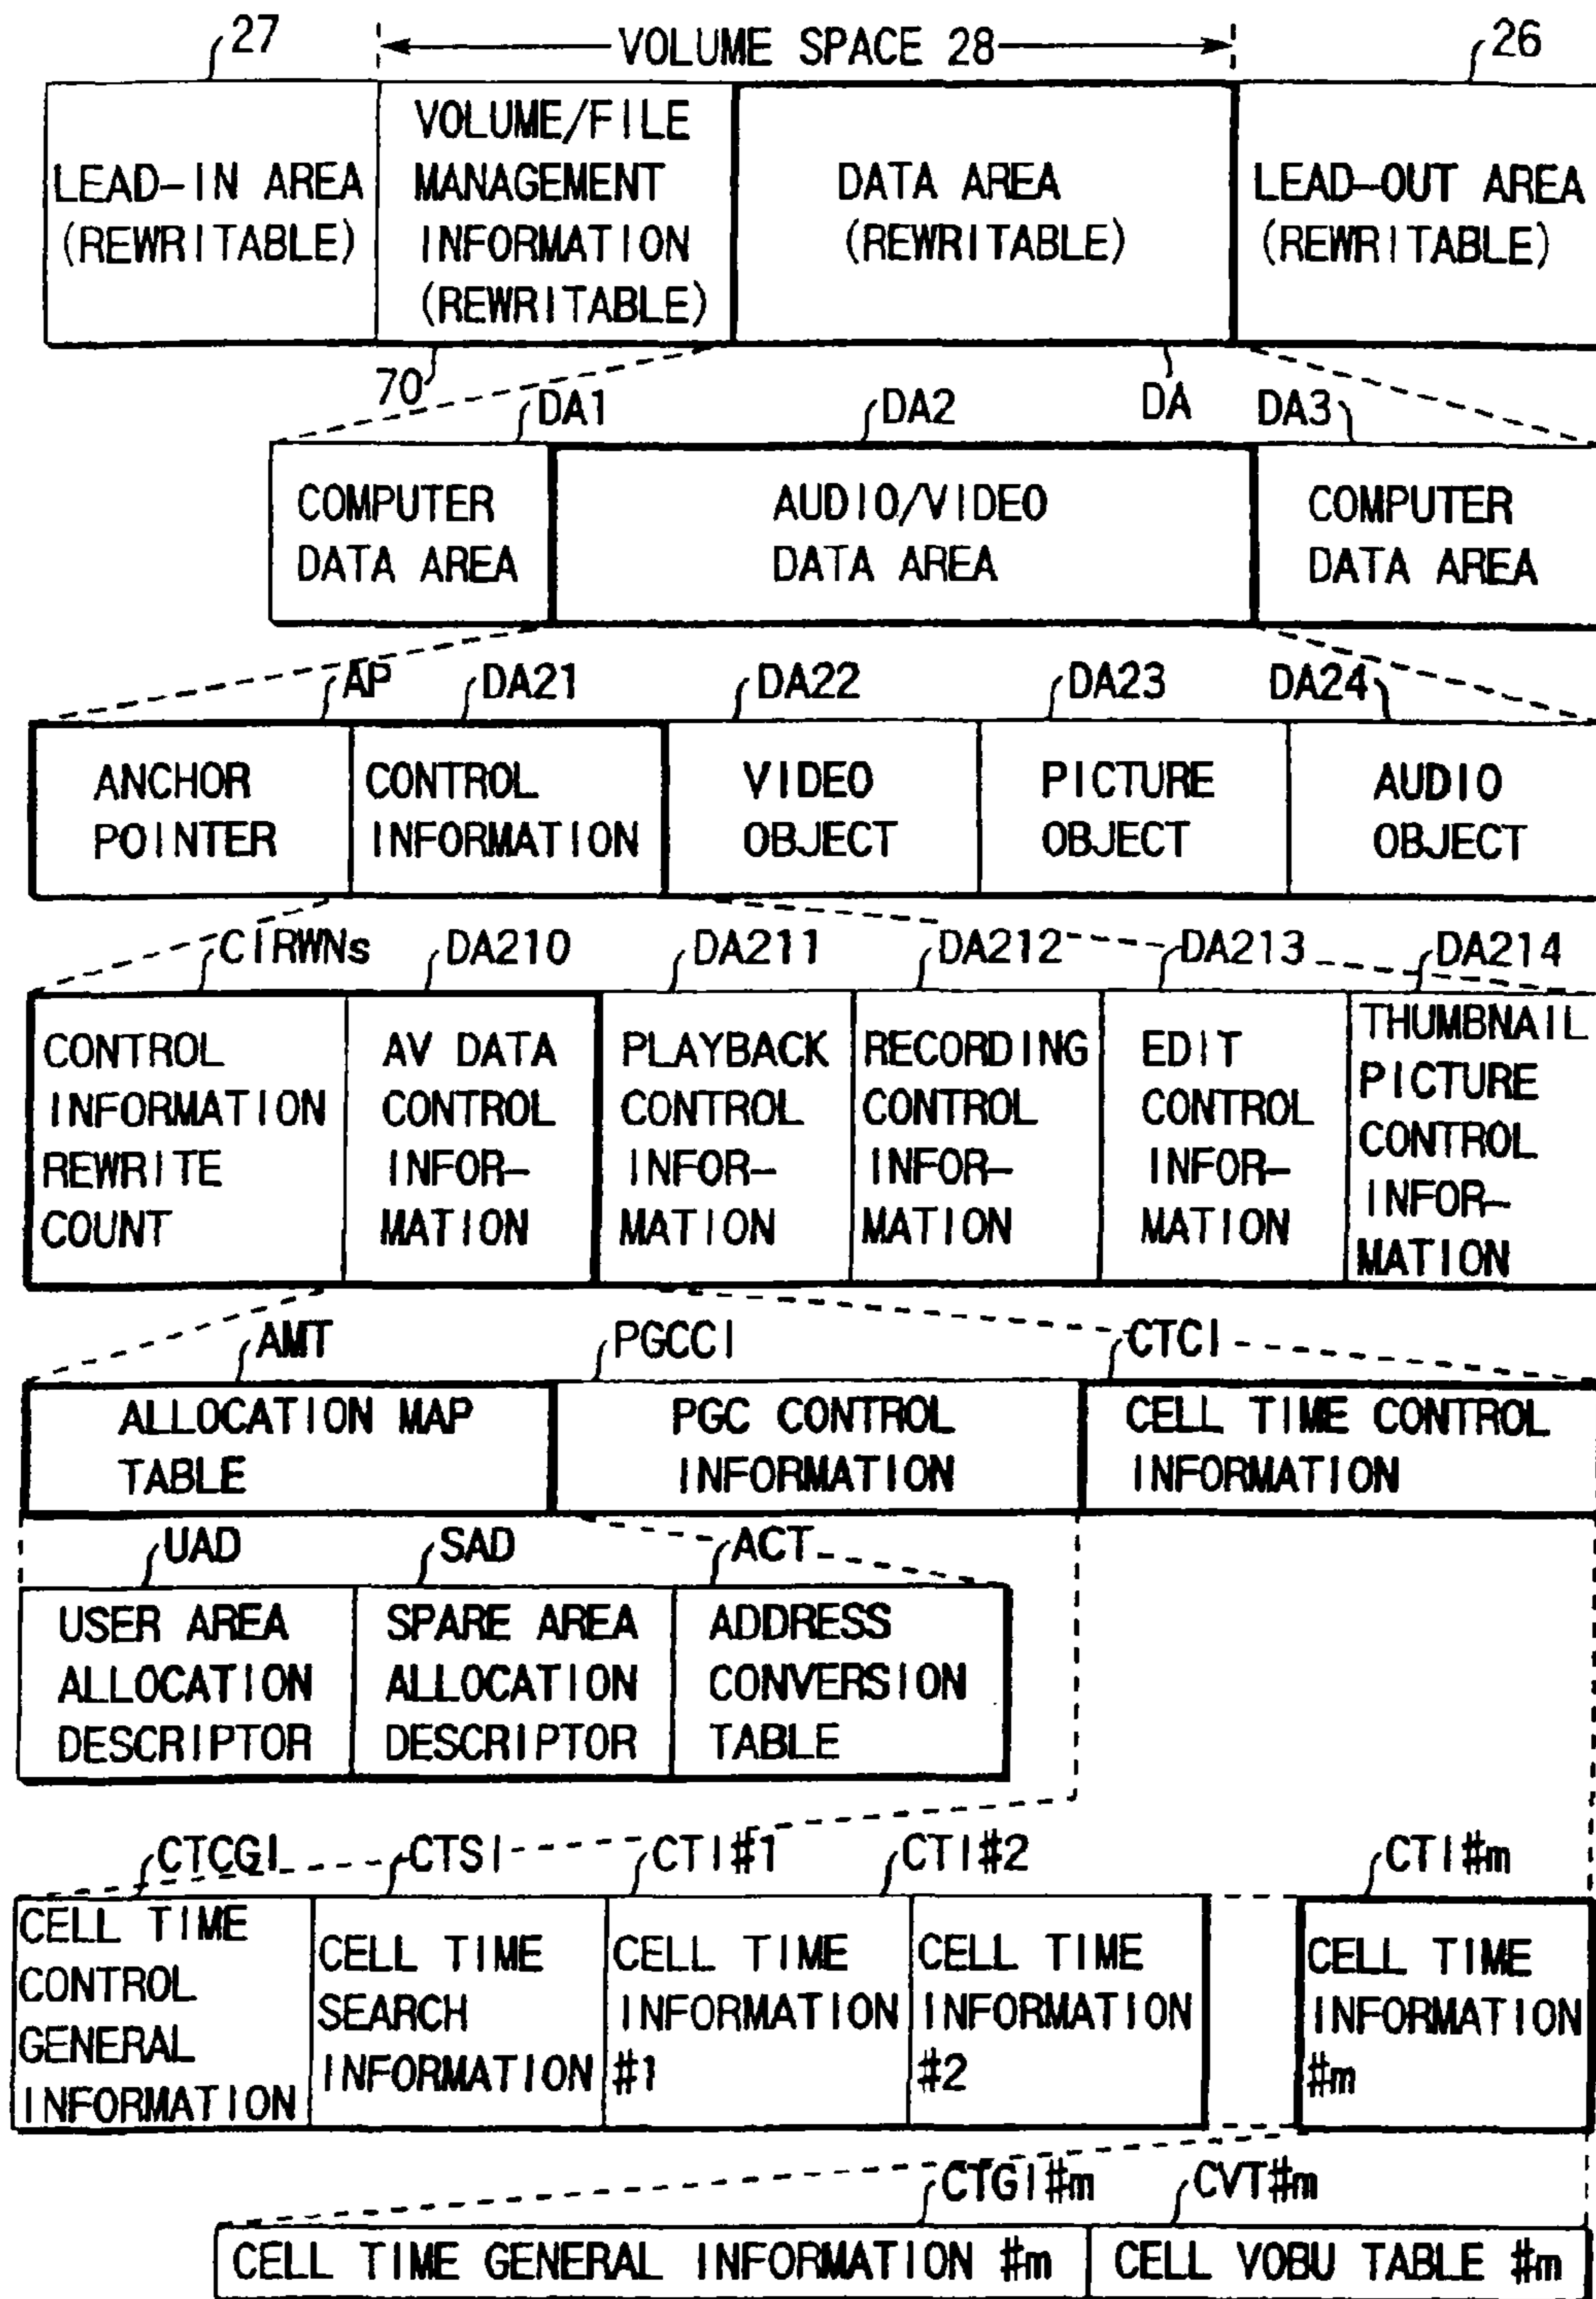 27
VOLUME SPACE 28
26
LEAD-IN AREA
(REWRITABLE)
VOLUME/FILE
MANAGEMENT
INFORMATION
(REWRITABLE)
DATA AREA
(REWRITABLE)
LEAD-OUT AREA
(REWRITABLE)
70
DA1
DA2
DA
DA3
COMPUTER
DATA AREA
AUDIO/VIDEO
DATA AREA
COMPUTER
DATA AREA
AP
DA21
DA22
DA23
DA24
ANCHOR
POINTER
CONTROL
INFORMATION
VIDEO
OBJECT
PICTURE
OBJECT
AUDIO
OBJECT
CIRWNs
DA210
DA211
DA212
DA213
DA214
CONTROL
INFORMATION
REWRITE
COUNT
AV DATA
CONTROL
INFOR-
MATION
PLAYBACK
CONTROL
INFOR-
MATION
RECORDING
CONTROL
INFOR-
MATION
EDIT
CONTROL
INFOR-
MATION
THUMBNAIL
PICTURE
CONTROL
INFOR-
MATION
AMT
PGCCI
CTCI
ALLOCATION MAP
TABLE
PGC CONTROL
INFORMATION
CELL TIME CONTROL
INFORMATION
UAD
SAD
ACT
USER AREA
ALLOCATION
DESCRIPTOR
SPARE AREA
ALLOCATION
DESCRIPTOR
ADDRESS
CONVERSION
TABLE
CTCGI
CTSI
CTI#1
CTI#2
CTI#m
CELL TIME
CONTROL
GENERAL
INFORMATION
CELL TIME
SEARCH
INFORMATION
CELL TIME
INFORMATION
#1
CELL TIME
INFORMATION
#2
CELL TIME
INFORMATION
#m
CTGI#m
CVT#m
CELL TIME GENERAL INFORMATION #m
CELL VOBU TABLE #m